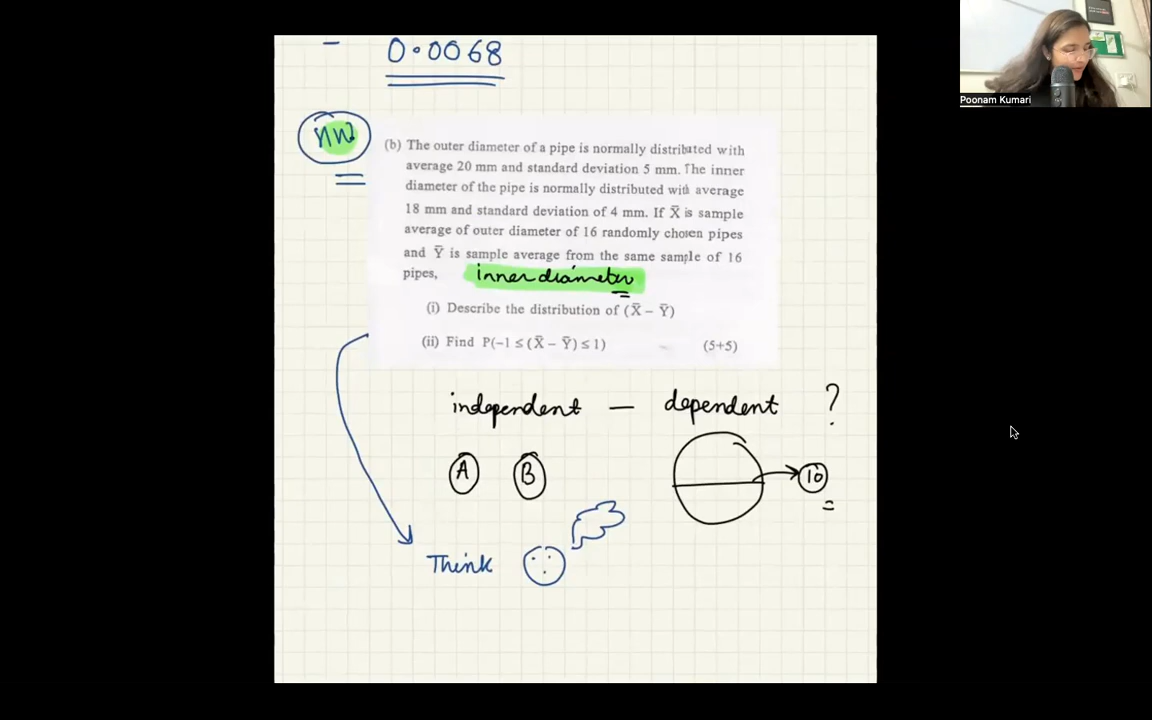 = 0.0068
Poonam Kumari
(b) The outer diameter of a pipe is normally distributed with
average 20 mm and standard deviation 5 mm. The inner
diameter of the pipe is normally distributed with average
18 mm and standard deviation of 4 mm. If X̄ is sample
average of outer diameter of 16 randomly chosen pipes
and Ȳ is sample average from the same sample of 16
pipes, inner diameter
(i) Describe the distribution of (X̄ – Ȳ)
(ii) Find P(–1 ≤ (X̄ – Ȳ) ≤ 1) (5+5)
independent — dependent ?
A B 10
Think